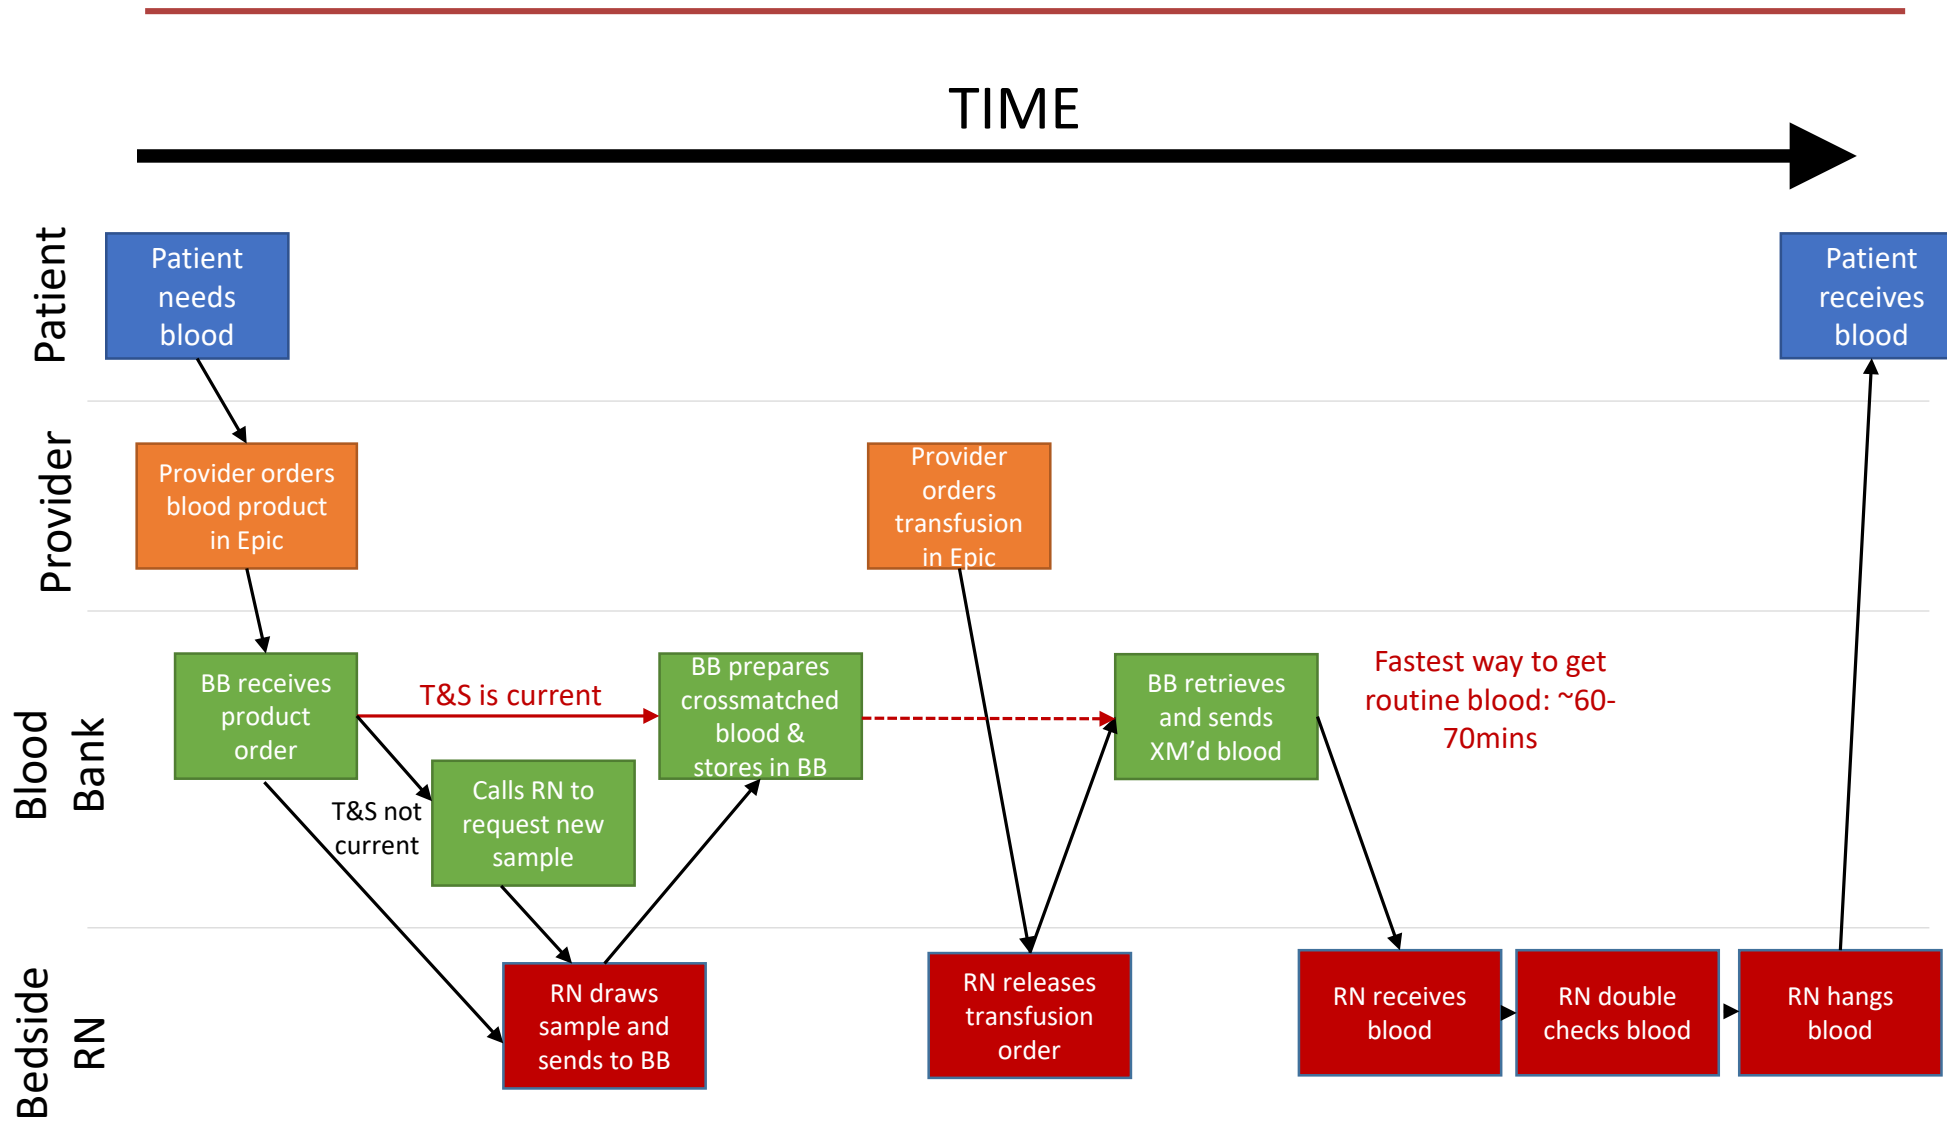 TIME
Patient
Patient
needs
blood
Patient
receives
blood
Provider
Provider orders
blood product
in Epic
Provider
orders
transfusion
in Epic
Blood
Bank
BB receives
product
order
T&S is current
T&S not
current
Calls RN to
request new
sample
BB prepares
crossmatched
blood &
stores in BB
BB retrieves
and sends
XM’d blood
Fastest way to get
routine blood: ~60-
70mins
Bedside
RN
RN draws
sample and
sends to BB
RN releases
transfusion
order
RN receives
blood
RN double
checks blood
RN hangs
blood